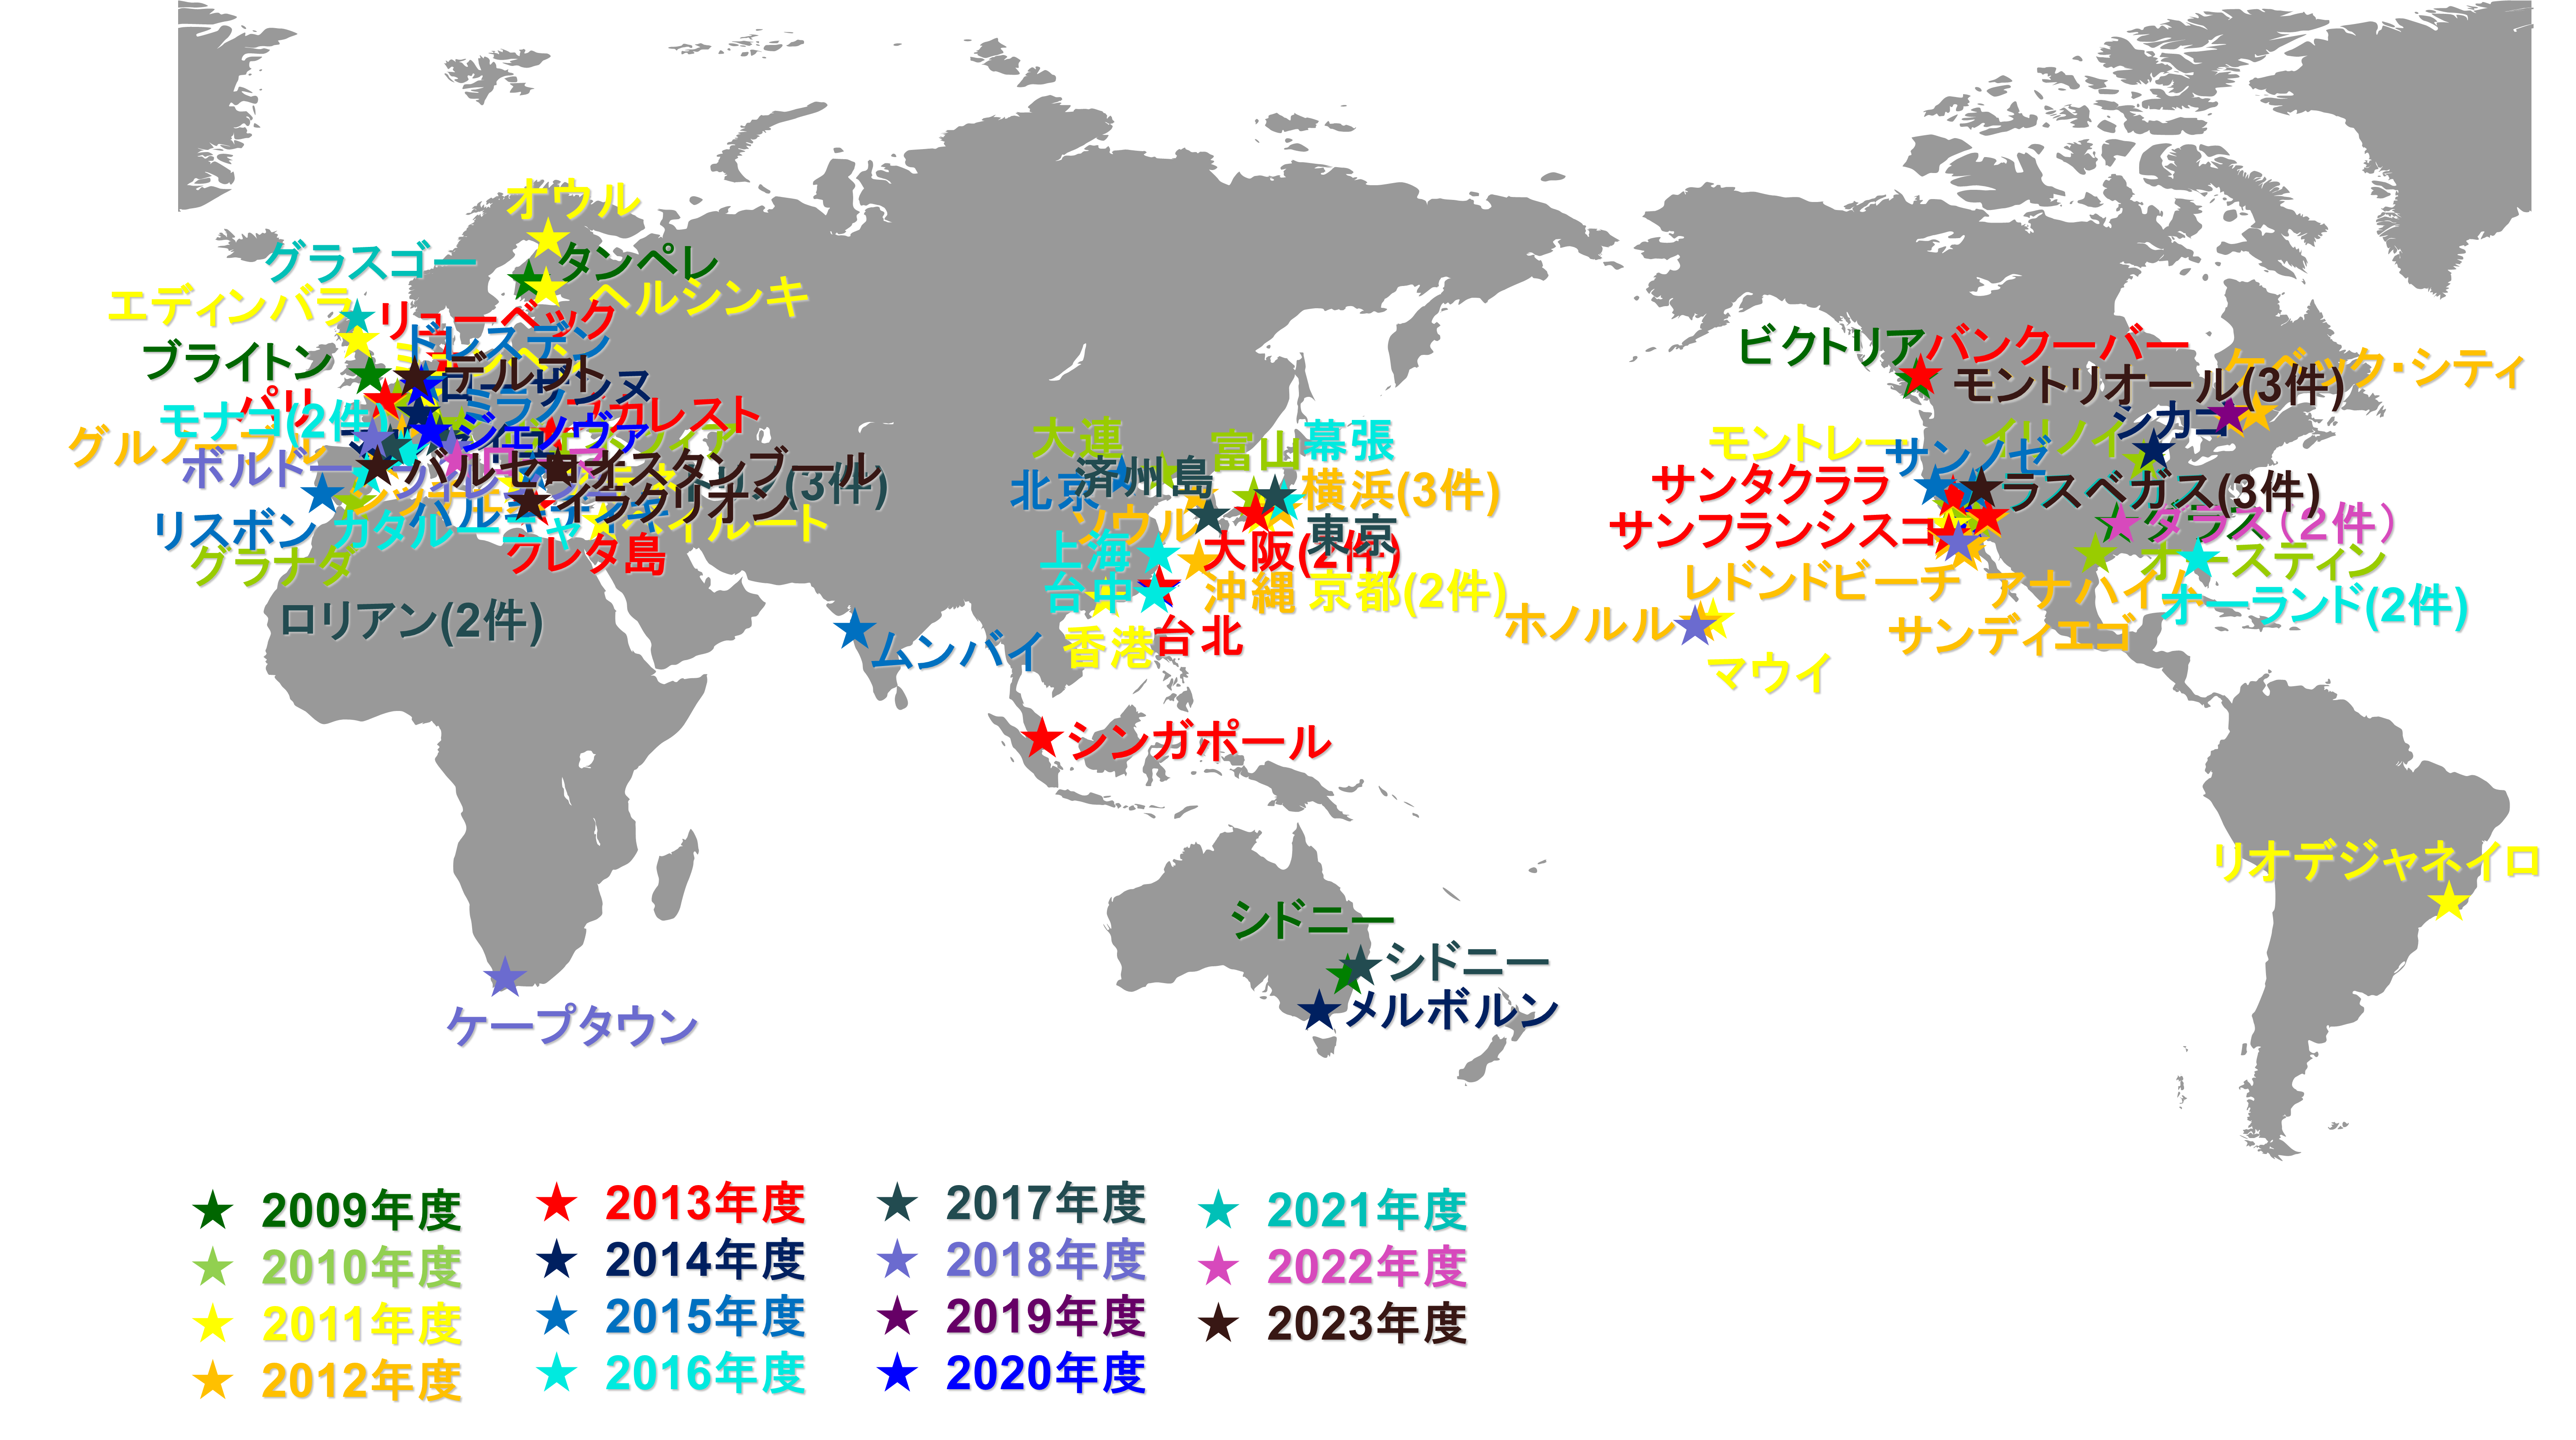 オウル
グラスゴー
タンペレ
エディンバラ
ヘルシンキ
リューベック
ドレスデン
ブライトン
デルフト
パリ
モナコ(2件)
ミラノ
グルノーブル
ジェノヴァ
ボルドー
バルセロ
イスタンブール
(3件)
イラクリオン
リスボン
カタルーニャ
ベイルート
グラナダ
クレタ島
ロリアン(2件)
ケープタウン
ムンバイ
大連
富山
幕張
北京
済州島
横浜(3件)
ソウル
東京
上海
大阪(2件)
台中
沖縄
京都(2件)
香港
台北
シンガポール
シドニー
シドニー
メルボルン
ビクトリア
バンクーバー
ケベック・シティ
モントリオール(3件)
シカゴ
モントレー
サンノゼ
イリノイ
サンタクララ
ラスベガス(3件)
サンフランシスコ
ダラス（２件）
オースティン
レドンドビーチ
アナハイム
オーランド(2件)
ホノルル
サンディエゴ
マウイ
リオデジャネイロ
★ 2009年度
★ 2010年度
★ 2011年度
★ 2012年度
★ 2013年度
★ 2014年度
★ 2015年度
★ 2016年度
★ 2017年度
★ 2018年度
★ 2019年度
★ 2020年度
★ 2021年度
★ 2022年度
★ 2023年度